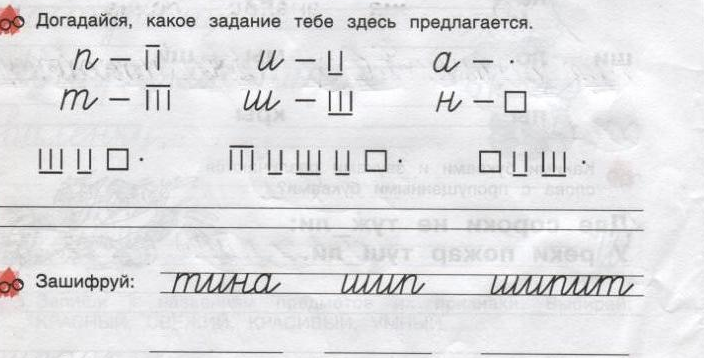 Догадайся, какое задание тебе здесь предлагается.
п – и – а – ·
т – ш – н –
Зашифруй: тина шип шипит